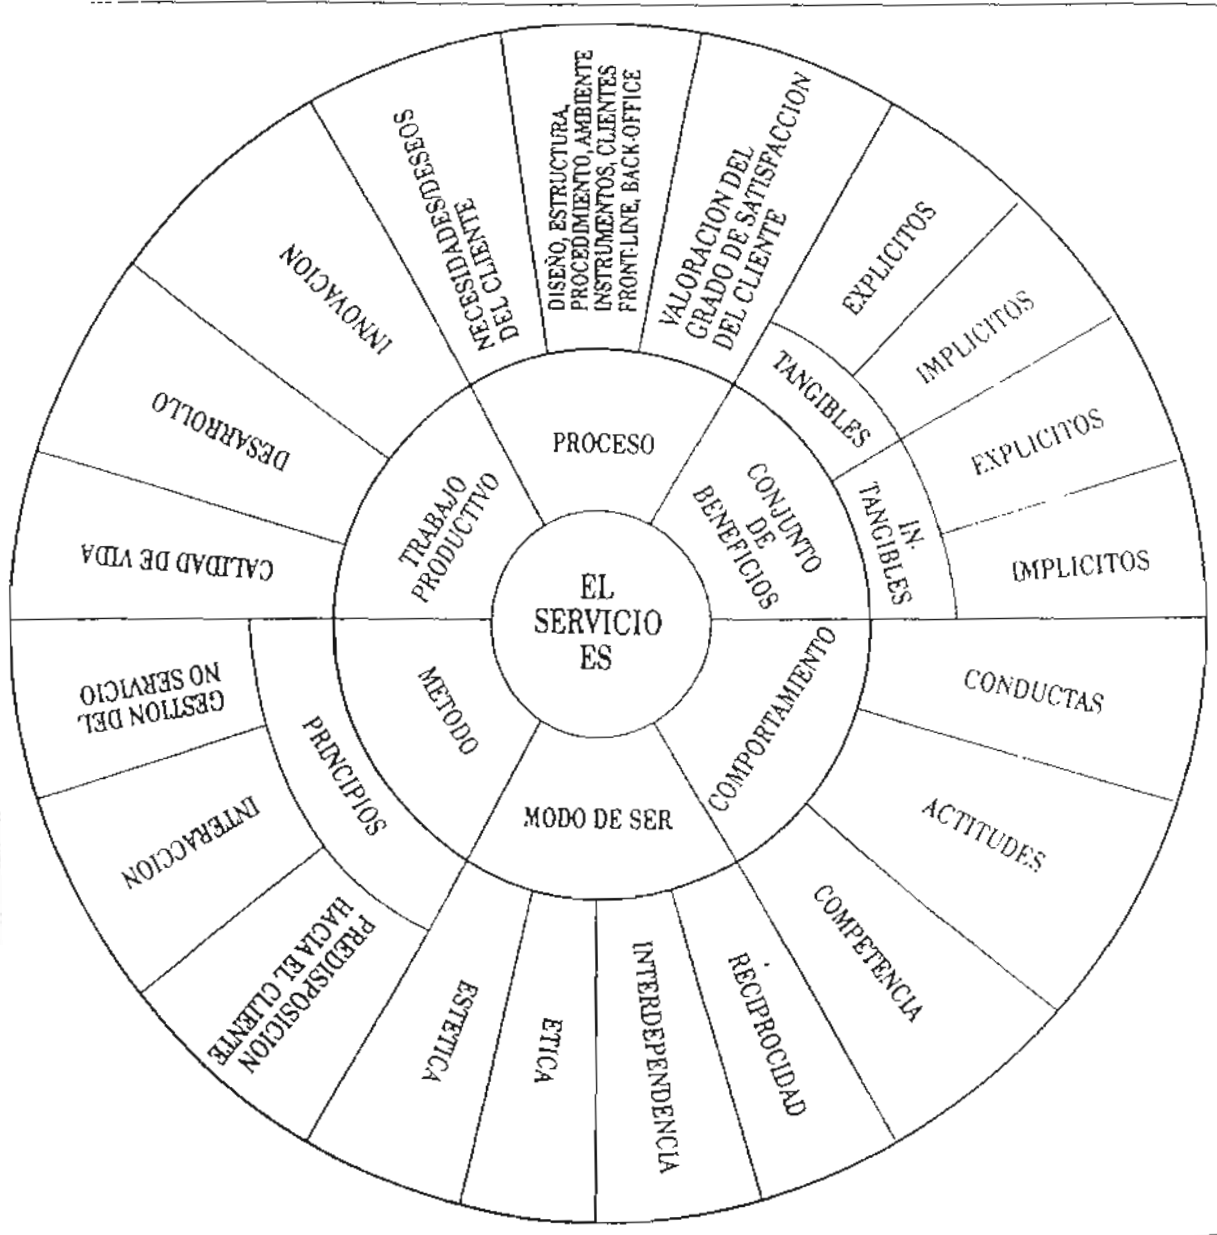 EL
SERVICIO
ES
PROCESO
NECESIDADES/DESEOS
DEL CLIENTE
DISEÑO, ESTRUCTURA,
PROCEDIMIENTO, AMBIENTE
INSTRUMENTOS, CLIENTES
FRONT-LINE, BACK-OFFICE
VALORACION DEL
GRADO DE SATISFACCION
DEL CLIENTE
CONJUNTO
DE
BENEFICIOS
TANGIBLES
EXPLICITOS
IMPLICITOS
IN-
TANGIBLES
EXPLICITOS
IMPLICITOS
COMPORTAMIENTO
CONDUCTAS
ACTITUDES
COMPETENCIA
MODO DE SER
RECIPROCIDAD
INTERDEPENDENCIA
ETICA
ESTETICA
METODO
PRINCIPIOS
PREDISPOSICION
HACIA EL CLIENTE
INTERACCION
GESTION DEL
NO SERVICIO
TRABAJO
PRODUCTIVO
CALIDAD DE VIDA
DESARROLLO
INNOVACION